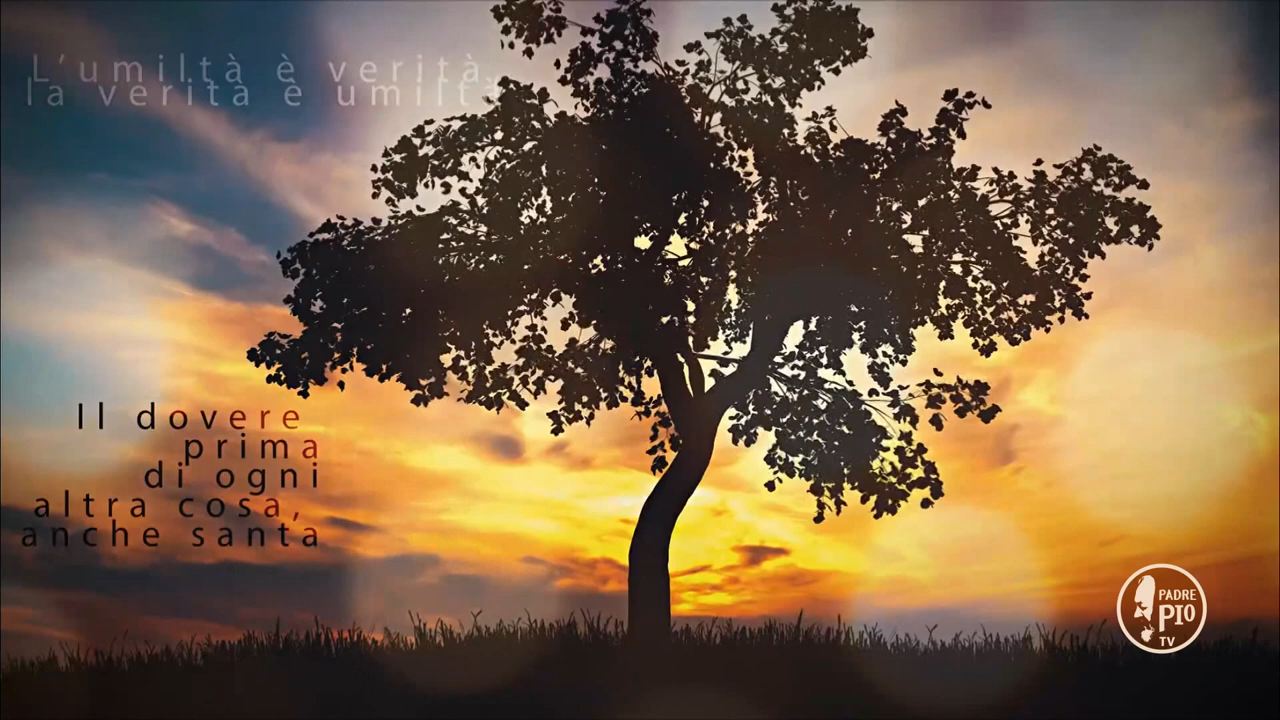 L'umiltà è verità,
la verità è umiltà
Il dovere
prima
di ogni
altra cosa,
anche santa
PADRE
PIO
TV